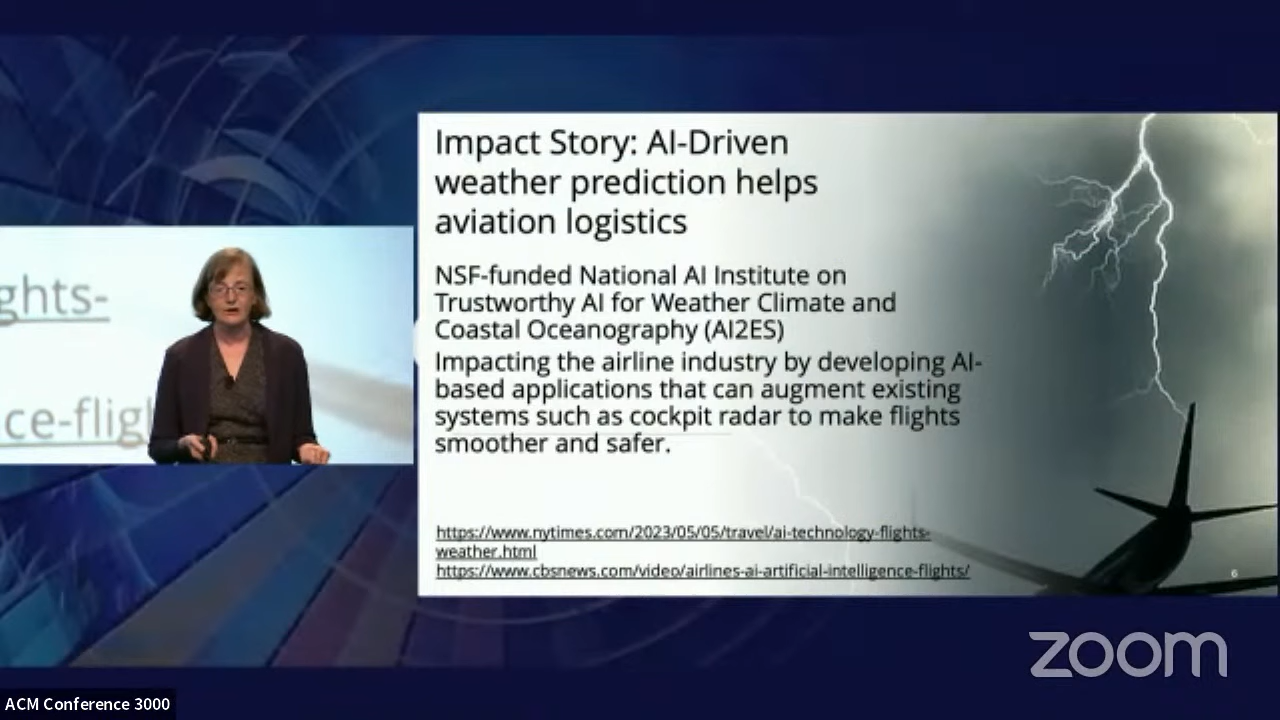 Impact Story: AI-Driven
weather prediction helps
aviation logistics
NSF-funded National AI Institute on
Trustworthy AI for Weather Climate and
Coastal Oceanography (AI2ES)
Impacting the airline industry by developing AI-
based applications that can augment existing
systems such as cockpit radar to make flights
smoother and safer.
https://www.nytimes.com/2023/05/05/travel/ai-technology-flights-
weather.html
https://www.cbsnews.com/video/airlines-ai-artificial-intelligence-flights/
6
ghts-
ce-fligh
zoom
ACM Conference 3000